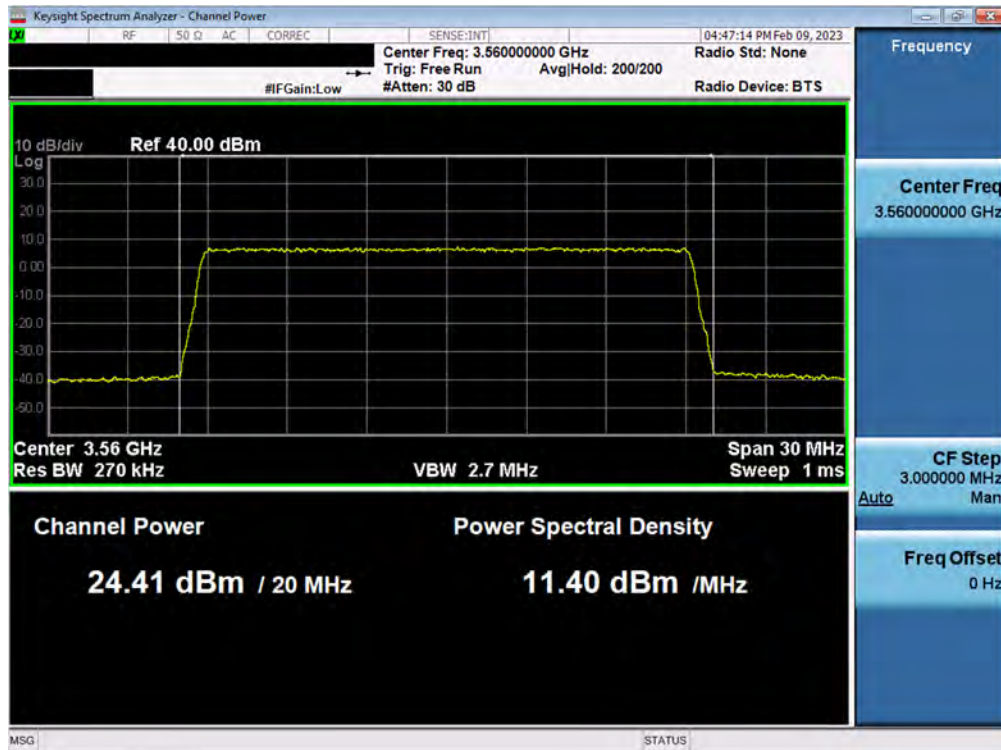 Keysight Spectrum Analyzer - Channel Power
LXI RF 50 Ω AC CORREC SENSE:INT 04:47:14 PM Feb 09, 2023
Center Freq: 3.560000000 GHz Radio Std: None
Trig: Free Run Avg|Hold: 200/200
#IFGain:Low #Atten: 30 dB Radio Device: BTS
10 dB/div Ref 40.00 dBm
Log
30.0
20.0
10.0
0.00
-10.0
-20.0
-30.0
-40.0
-50.0
Center 3.56 GHz Span 30 MHz
Res BW 270 kHz VBW 2.7 MHz Sweep 1 ms
Channel Power Power Spectral Density
24.41 dBm / 20 MHz 11.40 dBm /MHz
Frequency
Center Freq
3.560000000 GHz
CF Step
3.000000 MHz
Auto Man
Freq Offset
0 Hz
MSG STATUS